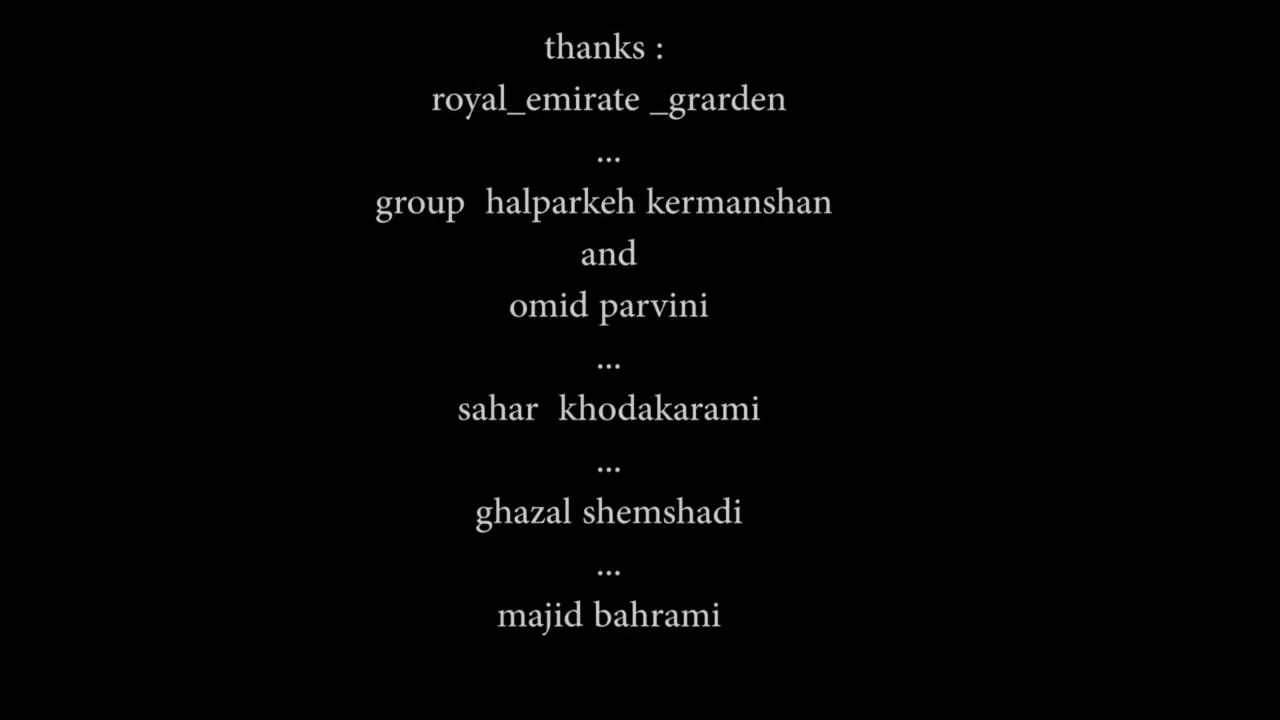 thanks :
royal_emirate _grarden
...
group  halparkeh kermanshan
and
omid parvini
...
sahar  khodakarami
...
ghazal shemshadi
...
majid bahrami